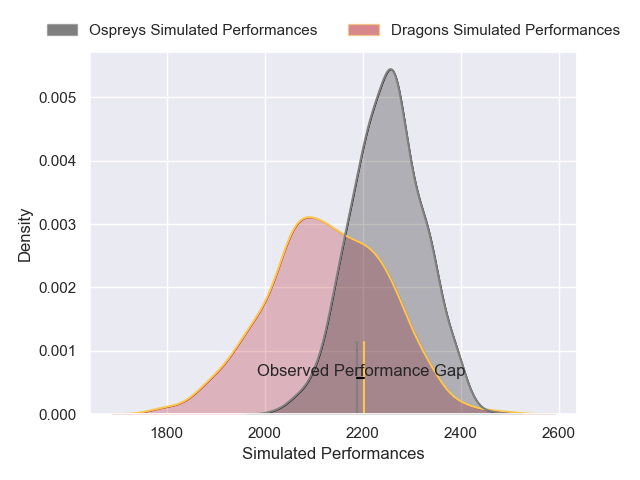 Ospreys Simulated Performances
Dragons Simulated Performances
Density
0.005
0.004
0.003
0.002
0.001
0.000
Observed Performance Gap
1800
2000
2200
2400
2600
Simulated Performances